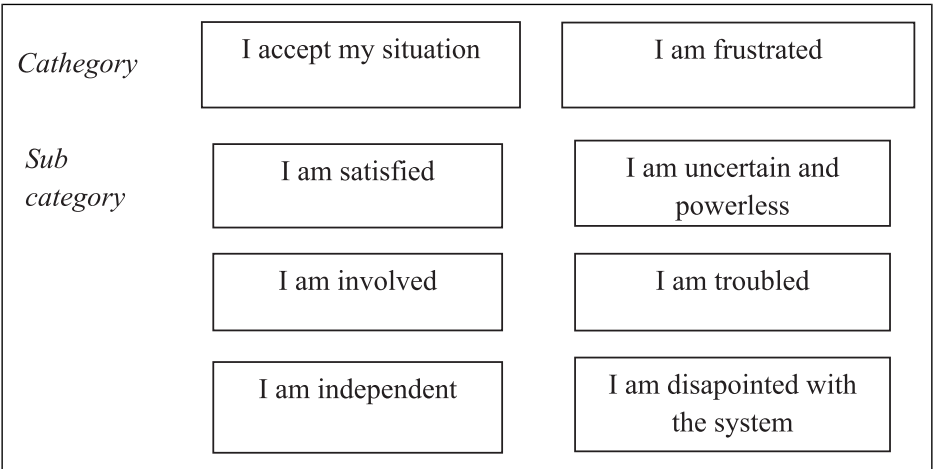 Cathegory
I accept my situation
I am frustrated
Sub
category
I am satisfied
I am uncertain and
powerless
I am involved
I am troubled
I am independent
I am disapointed with
the system